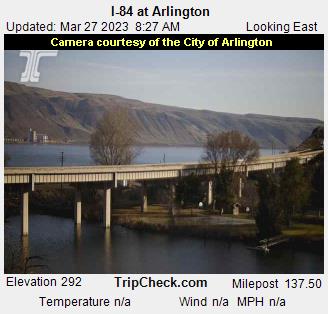 I-84 at Arlington
Updated: Mar 27 2023 8:27 AM Looking East
Camera courtesy of the City of Arlington
Elevation 292 TripCheck.com Milepost 137.50
Temperature n/a Wind n/a MPH n/a